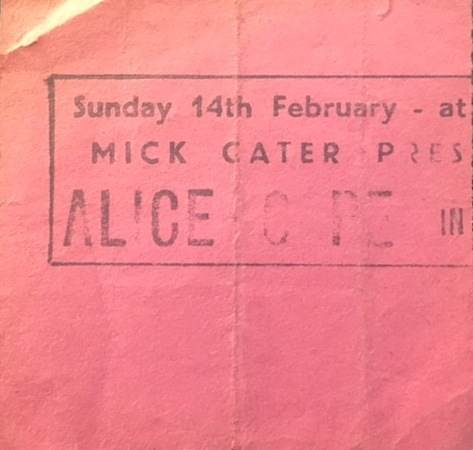 Sunday 14th February - at
MICK CATER PRES
ALICE IN